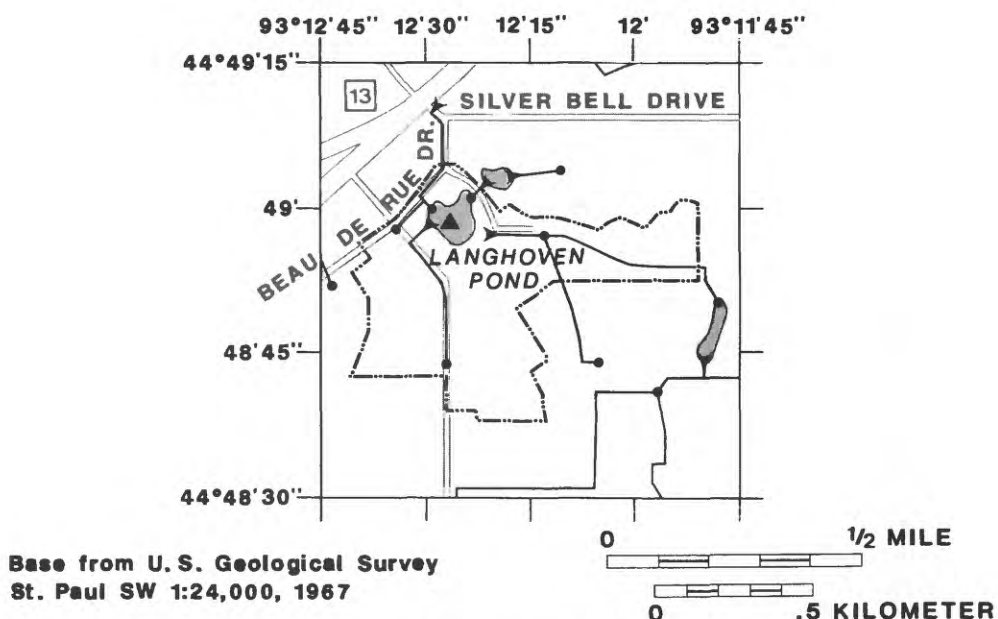 93°12'45" 12'30" 12'15" 12' 93°11'45"
44°49'15"
13
SILVER BELL DRIVE
BEAU DE RUE DR.
49'
LANGHOVEN
POND
48'45"
44°48'30"
0 1/2 MILE
Base from U.S. Geological Survey
St. Paul SW 1:24,000, 1967
0 .5 KILOMETER